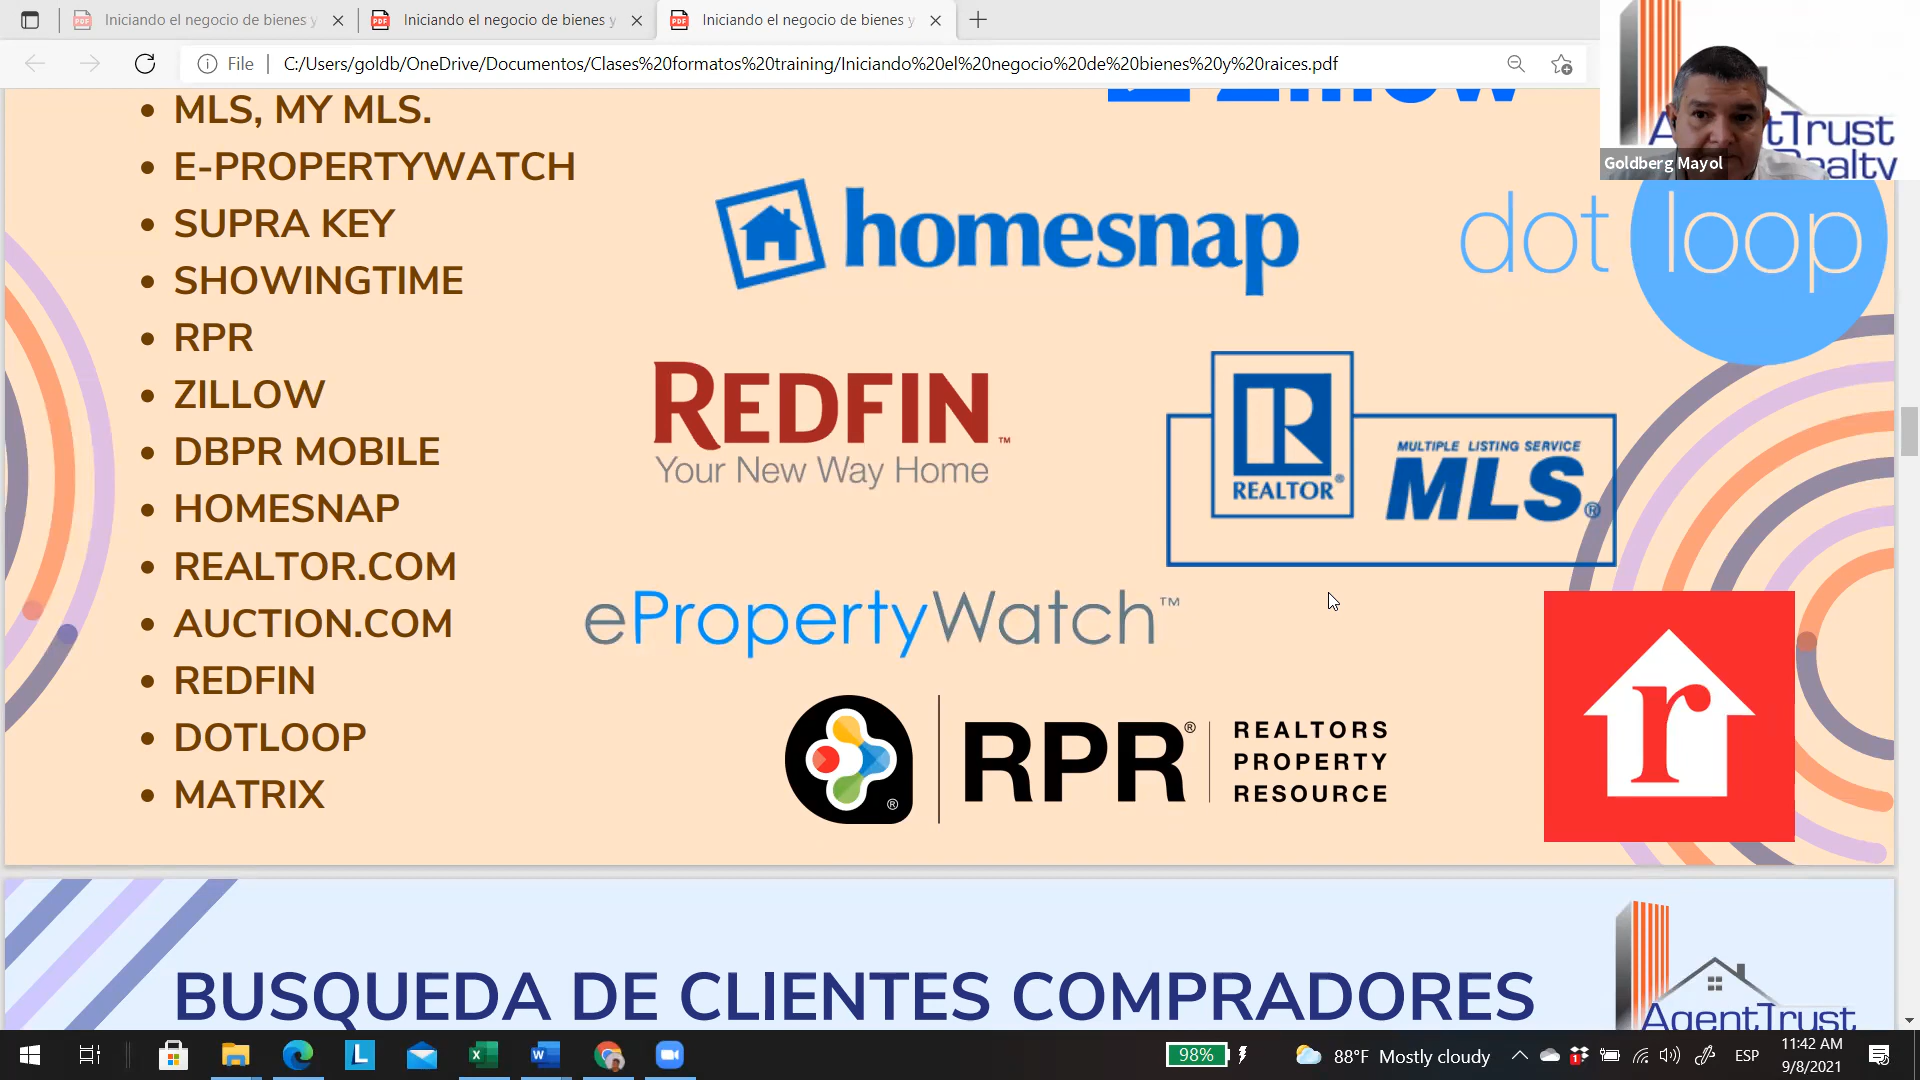 Iniciando el negocio de bienes y
Iniciando el negocio de bienes y
Iniciando el negocio de bienes y
File
C:/Users/goldb/OneDrive/Documentos/Clases%20formatos%20training/Iniciando%20el%20negocio%20de%20bienes%20y%20raices.pdf
tTrust
ealty
Goldberg Mayol
MLS, MY MLS.
E-PROPERTYWATCH
SUPRA KEY
SHOWINGTIME
RPR
ZILLOW
DBPR MOBILE
HOMESNAP
REALTOR.COM
AUCTION.COM
REDFIN
DOTLOOP
MATRIX
homesnap
dot loop
REDFIN™
Your New Way Home
R
REALTOR®
MULTIPLE LISTING SERVICE
MLS®
ePropertyWatch™
RPR®
REALTORS
PROPERTY
RESOURCE
r
BUSQUEDA DE CLIENTES COMPRADORES
AgentTrust
98%
88°F Mostly cloudy
ESP
11:42 AM
9/8/2021